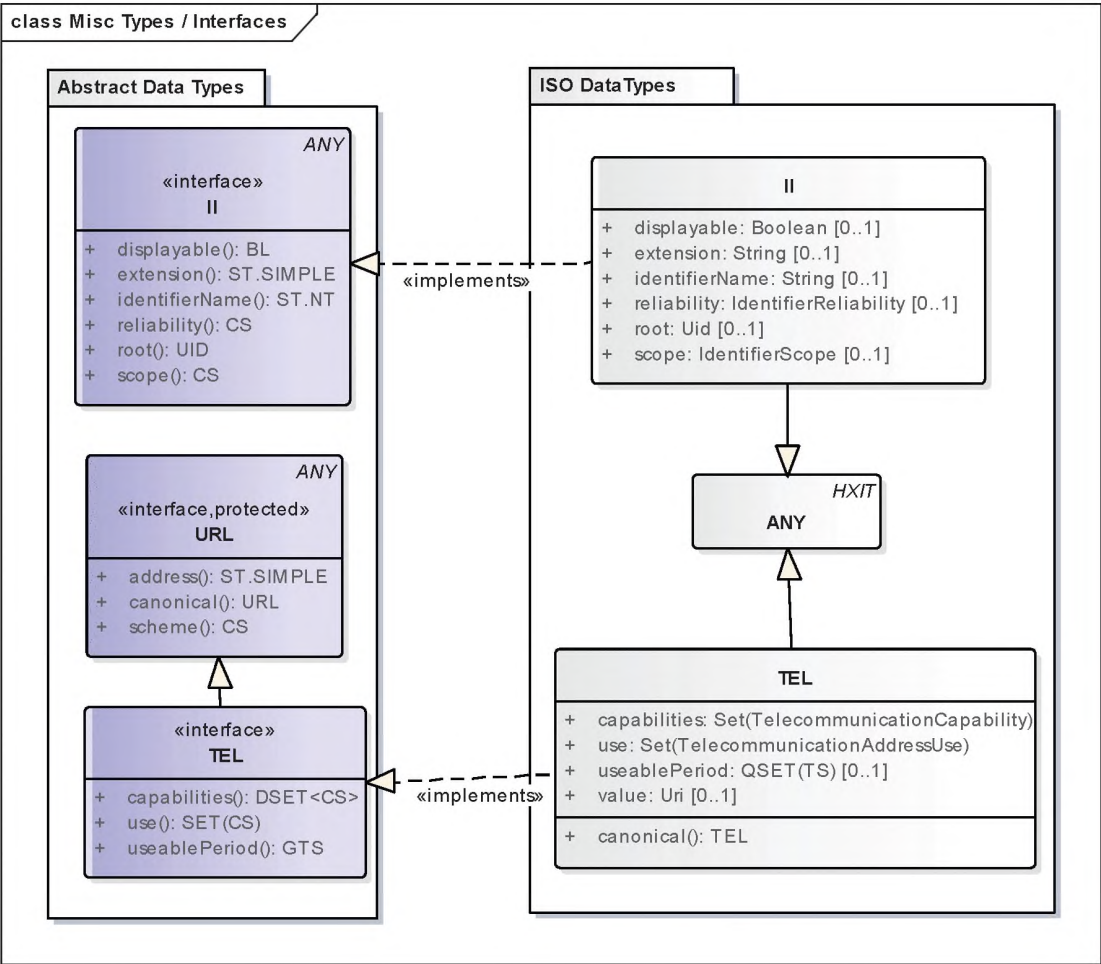 class Misc Types / Interfaces
Abstract Data Types
ANY
«interface»
II
+ displayable(): BL
+ extension(): ST.SIMPLE
+ identifierName(): ST.NT
+ reliability(): CS
+ root(): UID
+ scope(): CS
ANY
«interface,protected»
URL
+ address(): ST.SIMPLE
+ canonical(): URL
+ scheme(): CS
«interface»
TEL
+ capabilities(): DSET<CS>
+ use(): SET(CS)
+ useablePeriod(): GTS
«implements»
«implements»
ISO DataTypes
II
+ displayable: Boolean [0..1]
+ extension: String [0..1]
+ identifierName: String [0..1]
+ reliability: IdentifierReliability [0..1]
+ root: Uid [0..1]
+ scope: IdentifierScope [0..1]
HXIT
ANY
TEL
+ capabilities: Set(TelecommunicationCapability)
+ use: Set(TelecommunicationAddressUse)
+ useablePeriod: QSET(TS) [0..1]
+ value: Uri [0..1]
+ canonical(): TEL